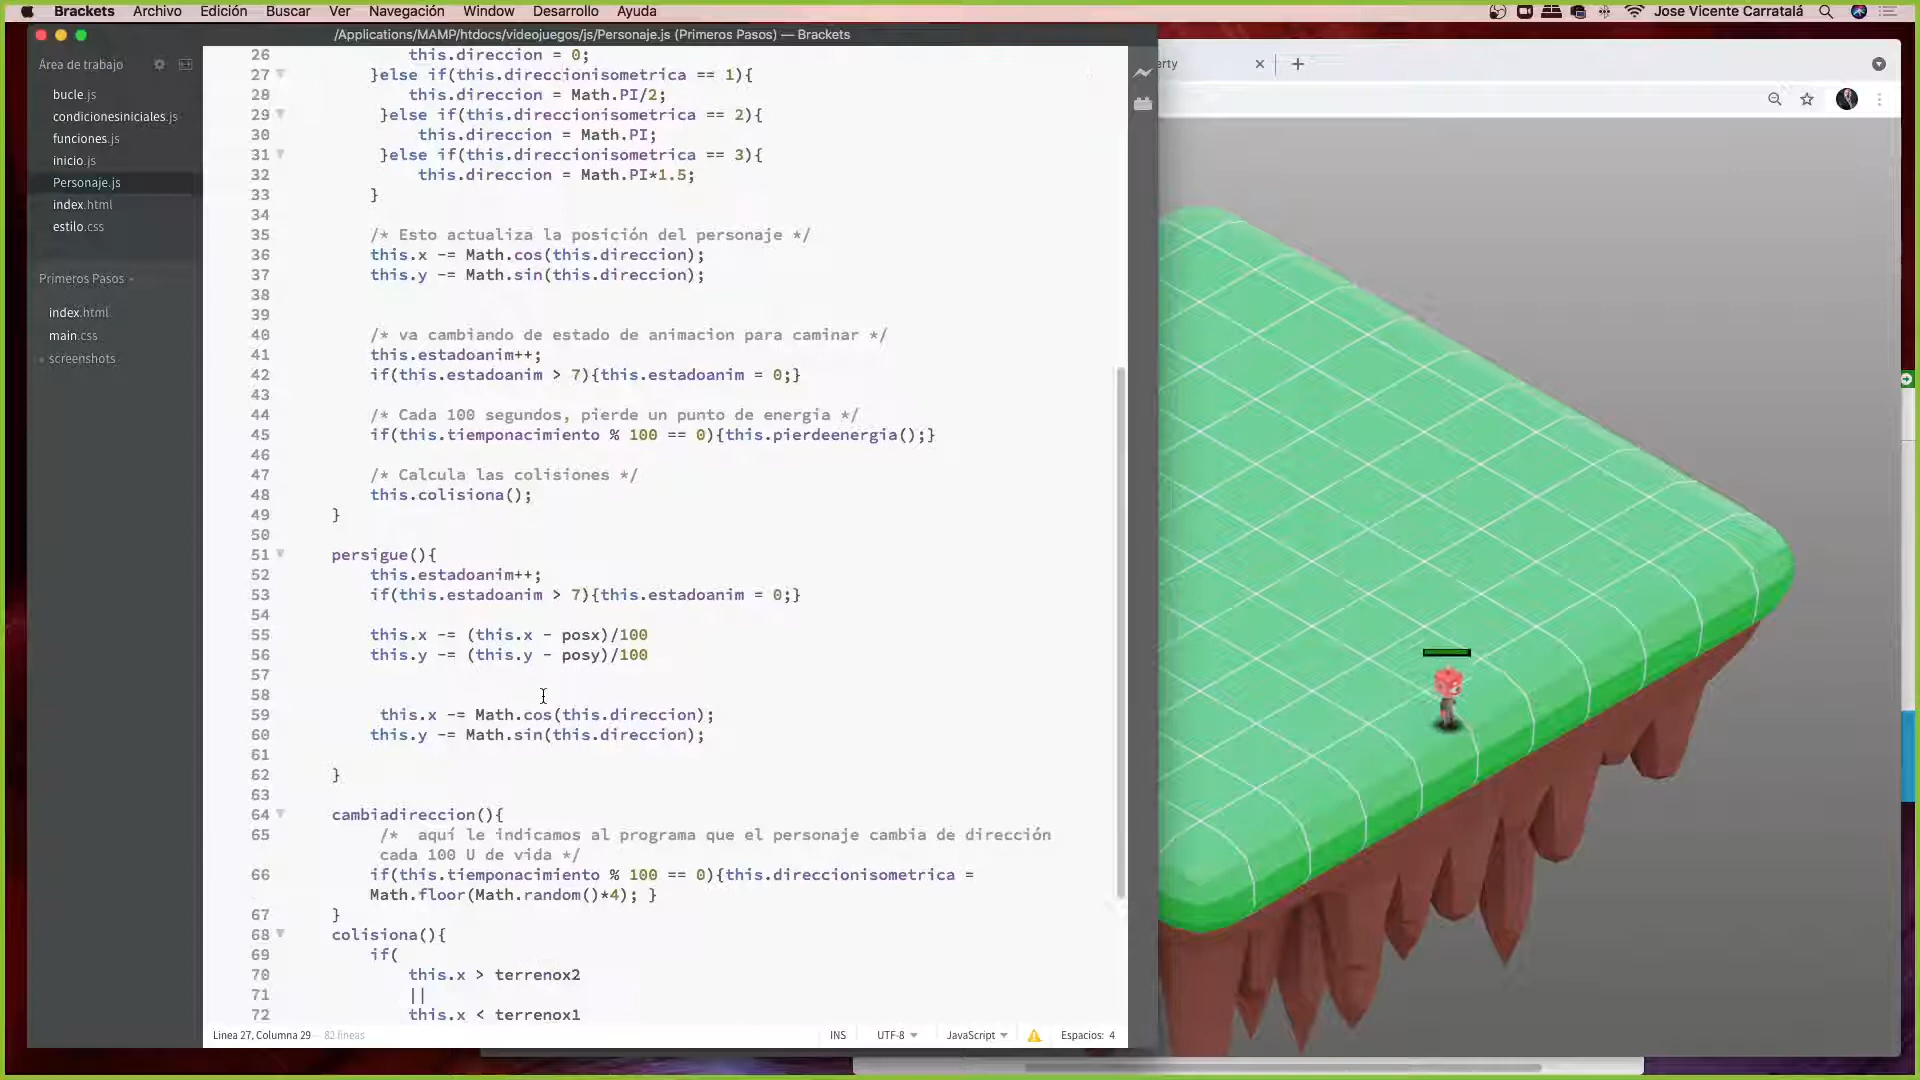 Brackets Archivo Edición Buscar Ver Navegación Window Desarrollo Ayuda Jose Vicente Carratalá
/Applications/MAMP/htdocs/videojuegos/js/Personaje.js (Primeros Pasos) — Brackets
Área de trabajo
bucle.js
condicionesiniciales.js
funciones.js
inicio.js
Personaje.js
index.html
estilo.css
Primeros Pasos
index.html
main.css
screenshots
26 this.direccion = 0;
27 }else if(this.direccionisometrica == 1){
28 this.direccion = Math.PI/2;
29 }else if(this.direccionisometrica == 2){
30 this.direccion = Math.PI;
31 }else if(this.direccionisometrica == 3){
32 this.direccion = Math.PI*1.5;
33 }
34
35 /* Esto actualiza la posición del personaje */
36 this.x -= Math.cos(this.direccion);
37 this.y -= Math.sin(this.direccion);
38
39
40 /* va cambiando de estado de animacion para caminar */
41 this.estadoanim++;
42 if(this.estadoanim > 7){this.estadoanim = 0;}
43
44 /* Cada 100 segundos, pierde un punto de energia */
45 if(this.tiemponacimiento % 100 == 0){this.pierdeenergia();}
46
47 /* Calcula las colisiones */
48 this.colisiona();
49 }
50
51 persigue(){
52 this.estadoanim++;
53 if(this.estadoanim > 7){this.estadoanim = 0;}
54
55 this.x -= (this.x - posx)/100
56 this.y -= (this.y - posy)/100
57
58
59 this.x -= Math.cos(this.direccion);
60 this.y -= Math.sin(this.direccion);
61
62 }
63
64 cambiadireccion(){
65 /* aquí le indicamos al programa que el personaje cambia de dirección
cada 100 U de vida */
66 if(this.tiemponacimiento % 100 == 0){this.direccionisometrica =
Math.floor(Math.random()*4); }
67 }
68 colisiona(){
69 if(
70 this.x > terrenox2
71 ||
72 this.x < terrenox1
Línea 27, Columna 29 — 82 líneas INS UTF-8 JavaScript Espacios: 4
erty